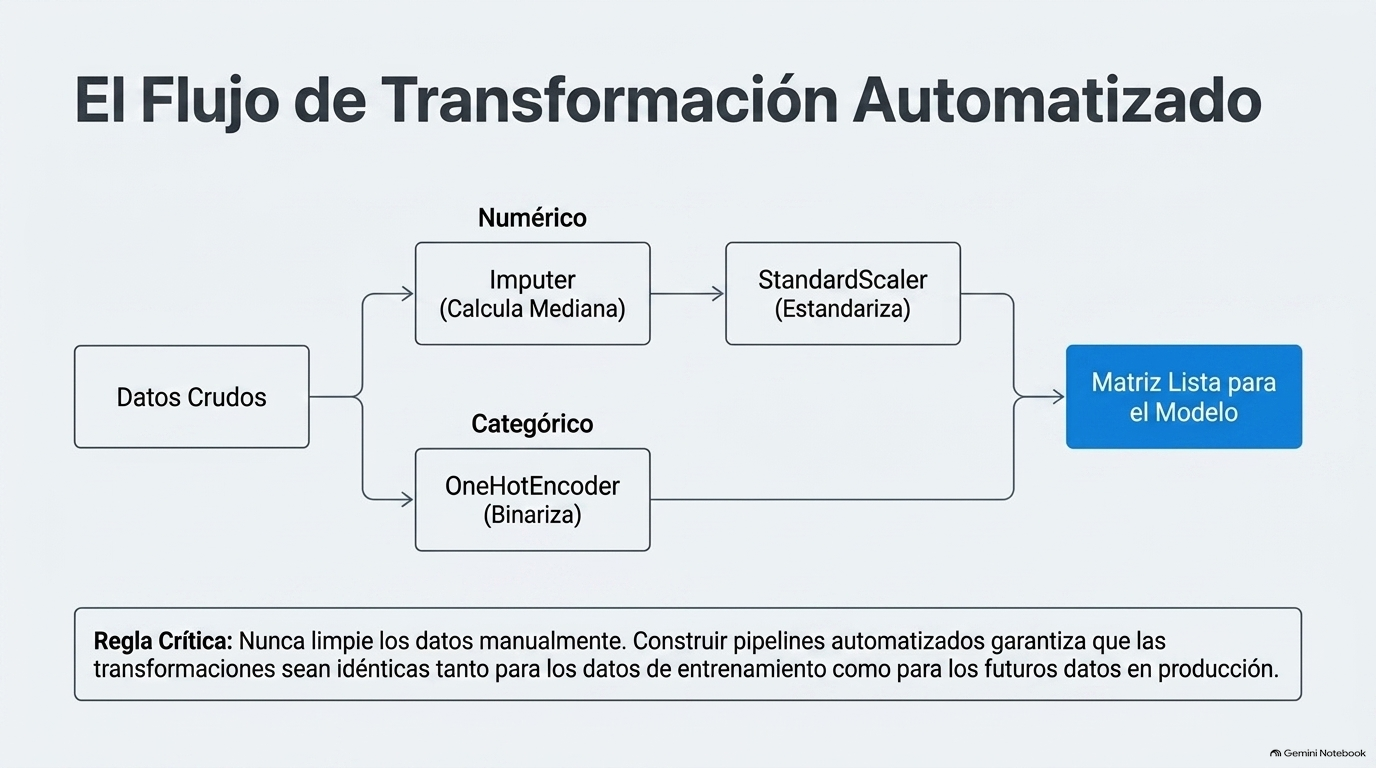 El Flujo de Transformación Automatizado
Numérico
Imputer
(Calcula Mediana)
StandardScaler
(Estandariza)
Datos Crudos
Matriz Lista para
el Modelo
Categórico
OneHotEncoder
(Binariza)
Regla Crítica: Nunca limpie los datos manualmente. Construir pipelines automatizados garantiza que las
transformaciones sean idénticas tanto para los datos de entrenamiento como para los futuros datos en producción.
Gemini Notebook